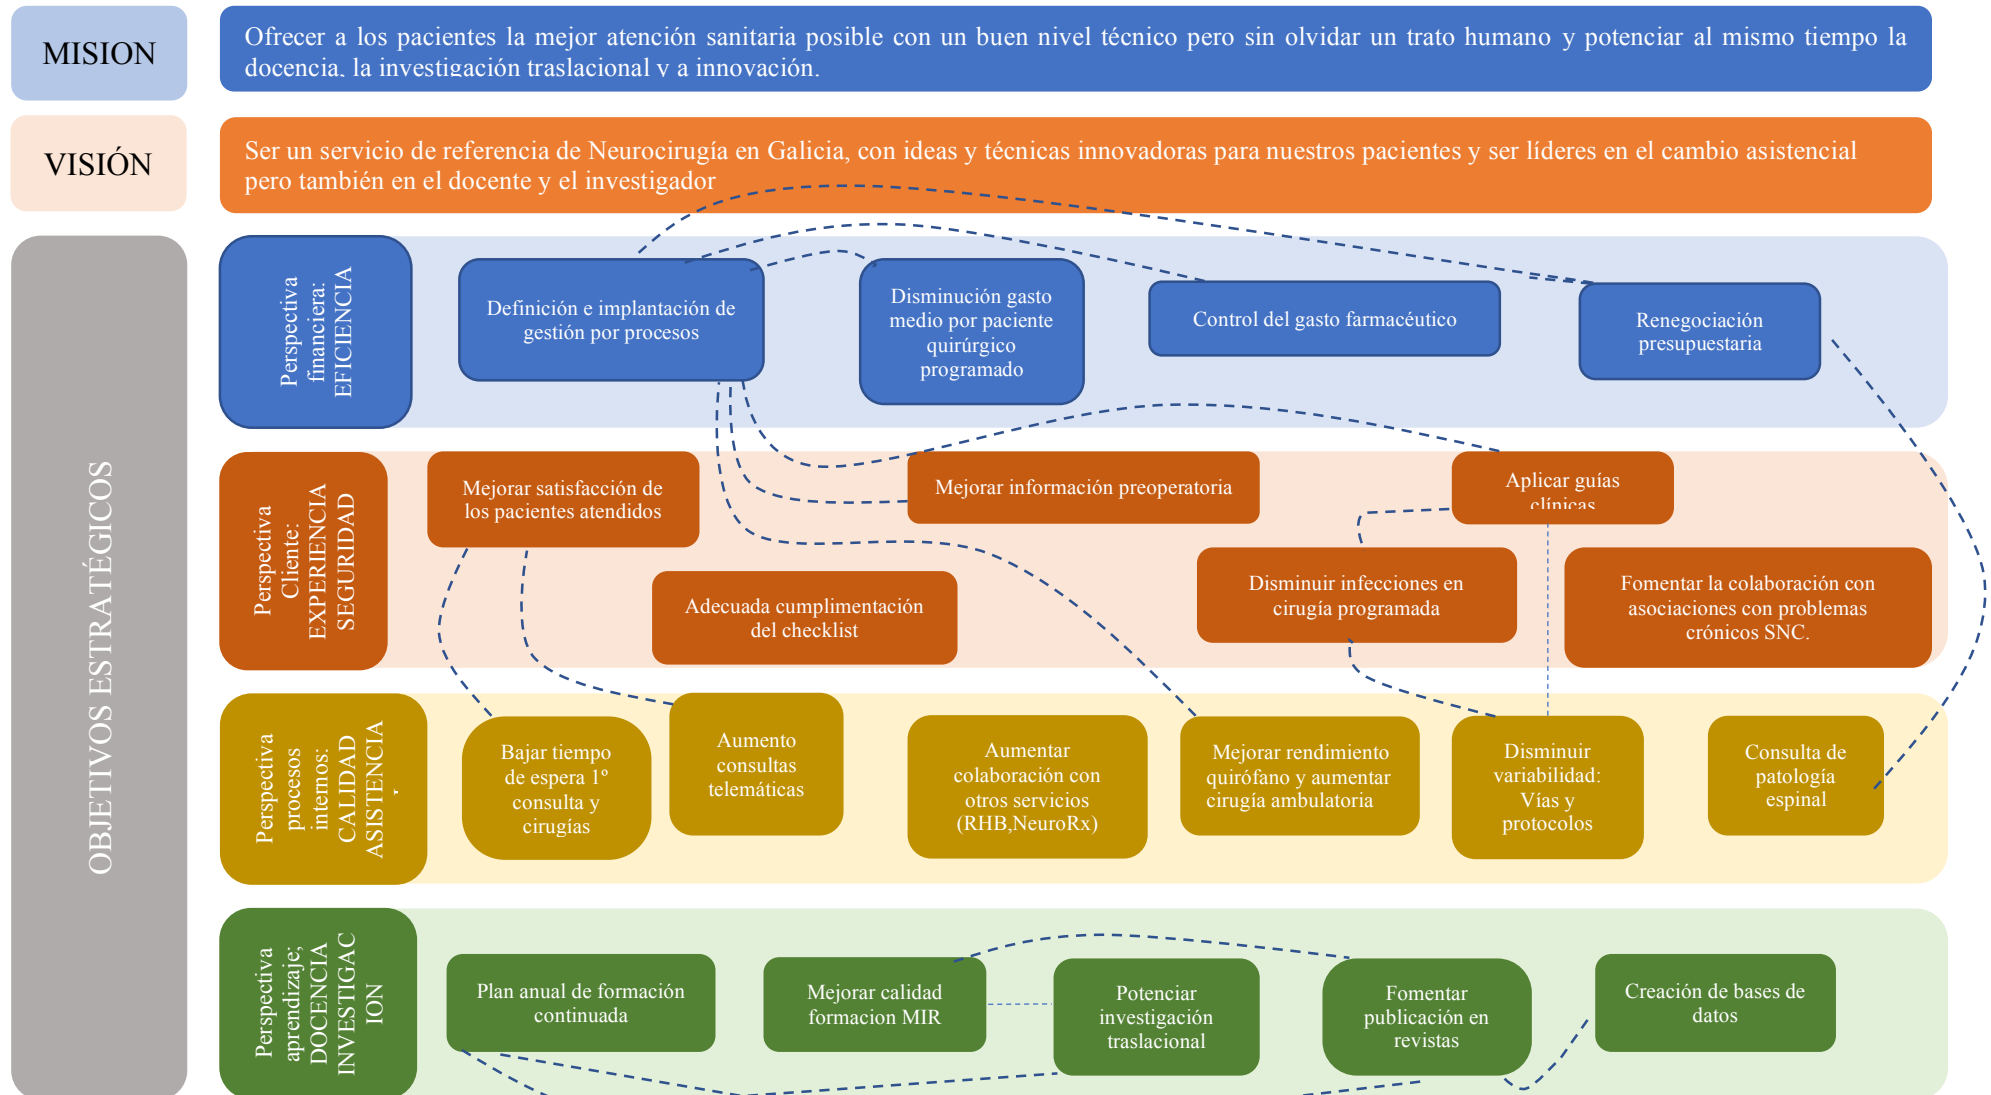 MISION
Ofrecer a los pacientes la mejor atención sanitaria posible con un buen nivel técnico pero sin olvidar un trato humano y potenciar al mismo tiempo la
docencia, la investigación traslacional y a innovación.
VISIÓN
Ser un servicio de referencia de Neurocirugía en Galicia, con ideas y técnicas innovadoras para nuestros pacientes y ser líderes en el cambio asistencial
pero también en el docente y el investigador
OBJETIVOS ESTRATÉGICOS
Perspectiva
financiera:
EFICIENCIA
Definición e implantación de
gestión por procesos
Disminución gasto
medio por paciente
quirúrgico
programado
Control del gasto farmacéutico
Renegociación
presupuestaria
Perspectiva
Cliente:
EXPERIENCIA
SEGURIDAD
Mejorar satisfacción de
los pacientes atendidos
Mejorar información preoperatoria
Aplicar guías
clínicas
Adecuada cumplimentación
del checklist
Disminuir infecciones en
cirugía programada
Fomentar la colaboración con
asociaciones con problemas
crónicos SNC.
Perspectiva
procesos
internos:
CALIDAD
ASISTENCIA
Bajar tiempo
de espera 1º
consulta y
cirugías
Aumento
consultas
telemáticas
Aumentar
colaboración con
otros servicios
(RHB,NeuroRx)
Mejorar rendimiento
quirófano y aumentar
cirugía ambulatoria
Disminuir
variabilidad:
Vías y
protocolos
Consulta de
patología
espinal
Perspectiva
aprendizaje;
DOCENCIA
INVESTIGAC
ION
Plan anual de formación
continuada
Mejorar calidad
formacion MIR
Potenciar
investigación
traslacional
Fomentar
publicación en
revistas
Creación de bases de
datos